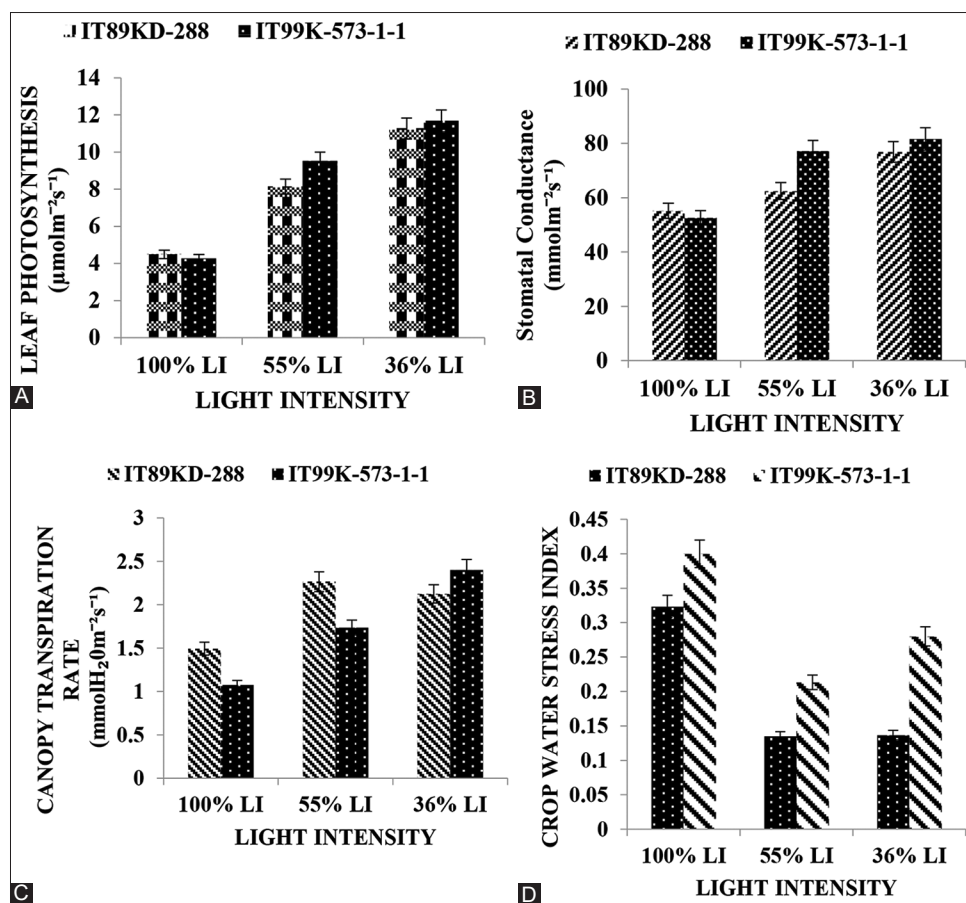 IT89KD-288 IT99K-573-1-1
LEAF PHOTOSYNTHESIS
(µmolm⁻²s⁻¹)
14
12
10
8
6
4
2
0
100% LI 55% LI 36% LI
LIGHT INTENSITY
A
IT89KD-288 IT99K-573-1-1
Stomatal Conductance
(mmolm⁻²s⁻¹)
100
80
60
40
20
0
100% LI 55% LI 36% LI
LIGHT INTENSITY
B
IT89KD-288 IT99K-573-1-1
CANOPY TRANSPIRATION
RATE
(mmolH₂0m⁻²s⁻¹)
3
2.5
2
1.5
1
0.5
0
100% LI 55% LI 36% LI
LIGHT INTENSITY
C
IT89KD-288 IT99K-573-1-1
CROP WATER STRESS INDEX
0.45
0.4
0.35
0.3
0.25
0.2
0.15
0.1
0.05
0
100% LI 55% LI 36% LI
LIGHT INTENSITY
D